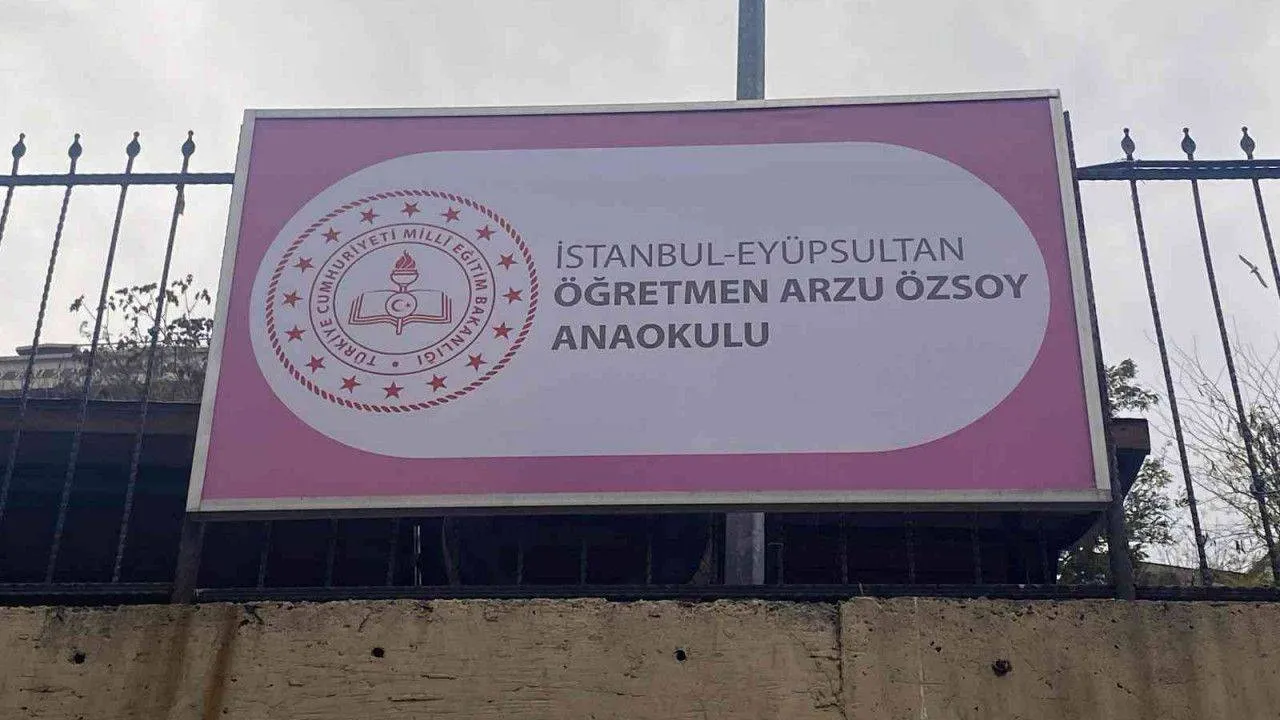 TÜRKİYE CUMHURİYETİ MİLLİ EĞİTİM BAKANLIĞI
İSTANBUL-EYÜPSULTAN
ÖĞRETMEN ARZU ÖZSOY
ANAOKULU